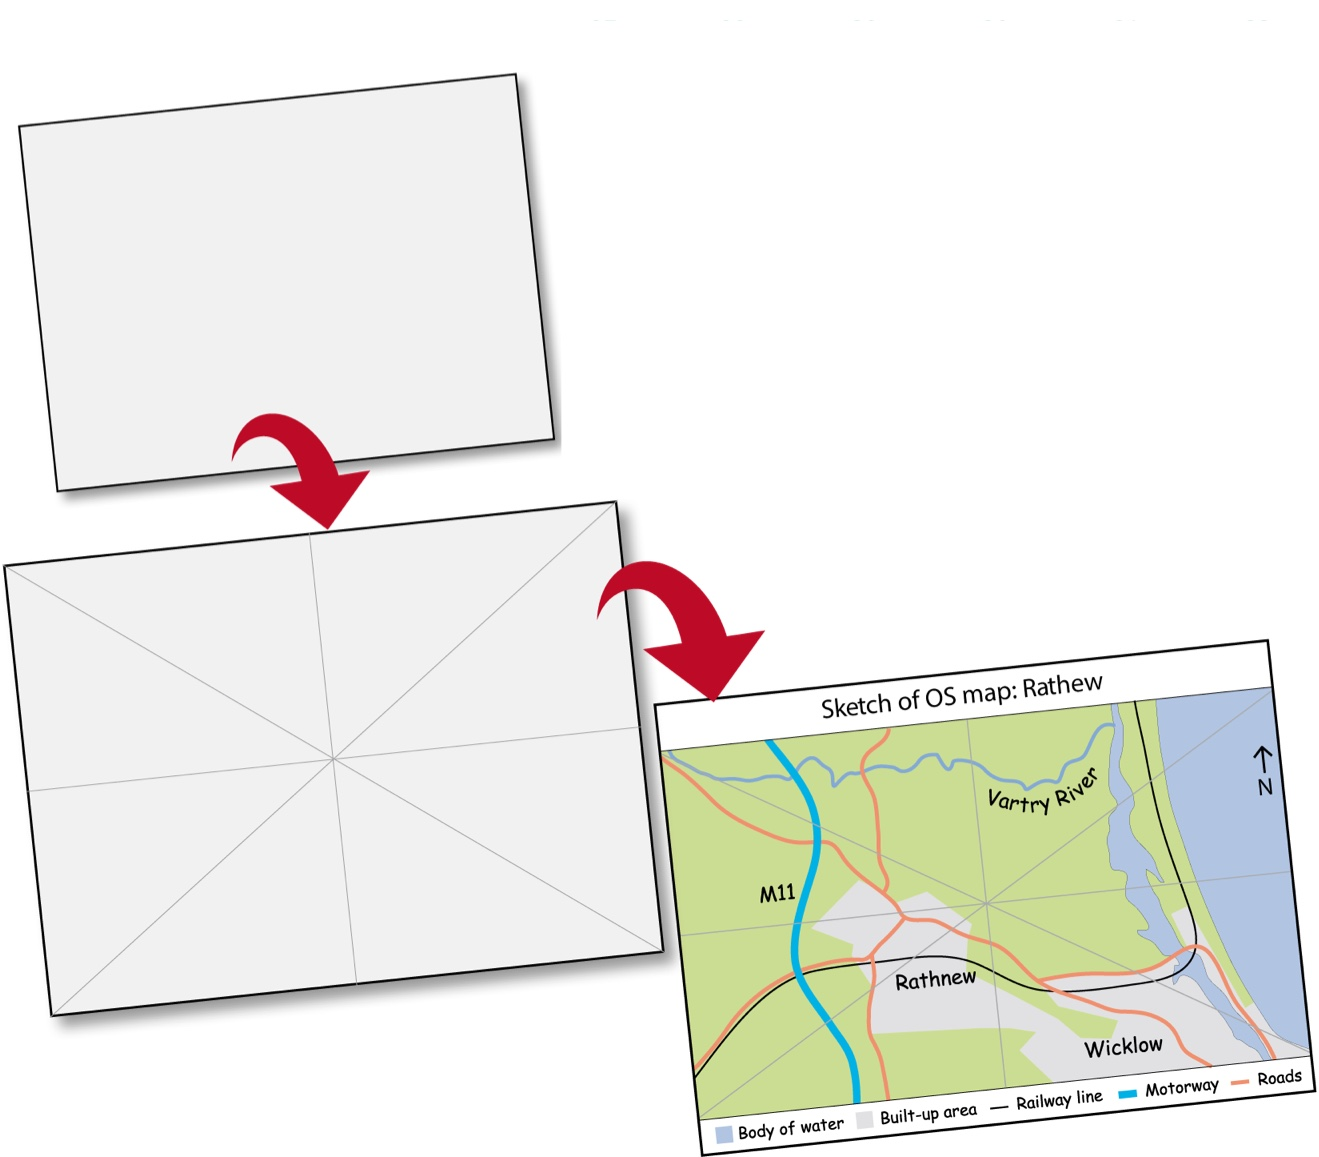 Sketch of OS map: Rathew
N
Vartry River
M11
Rathnew
Wicklow
Body of water Built-up area Railway line Motorway Roads